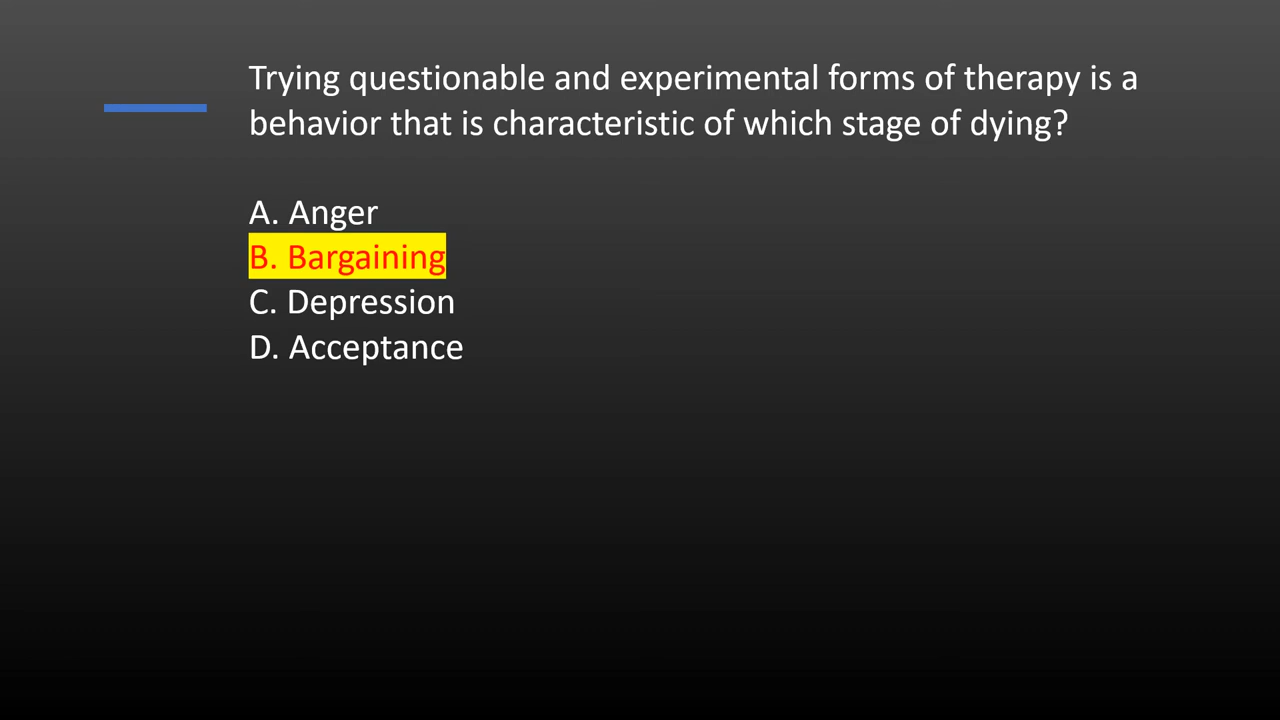 Trying questionable and experimental forms of therapy is a
behavior that is characteristic of which stage of dying?
A. Anger
B. Bargaining
C. Depression
D. Acceptance